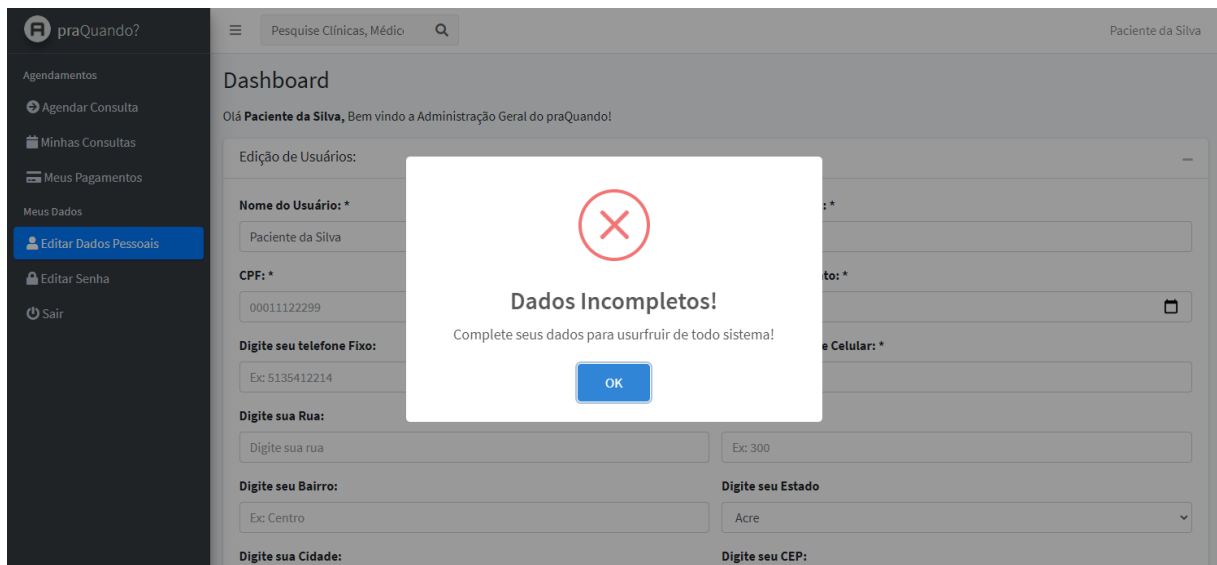 praQuando?
Pesquise Clínicas, Médic
Paciente da Silva
Agendamentos
Agendar Consulta
Minhas Consultas
Meus Pagamentos
Meus Dados
Editar Dados Pessoais
Editar Senha
Sair
Dashboard
Olá Paciente da Silva, Bem vindo a Administração Geral do praQuando!
Edição de Usuários:
Nome do Usuário: *
: *
Paciente da Silva
CPF: *
to: *
00011122299
Digite seu telefone Fixo:
e Celular: *
Ex: 5135412214
Digite sua Rua:
Digite sua rua
Ex: 300
Digite seu Bairro:
Digite seu Estado
Ex: Centro
Acre
Digite sua Cidade:
Digite seu CEP:
Dados Incompletos!
Complete seus dados para usurfruir de todo sistema!
OK